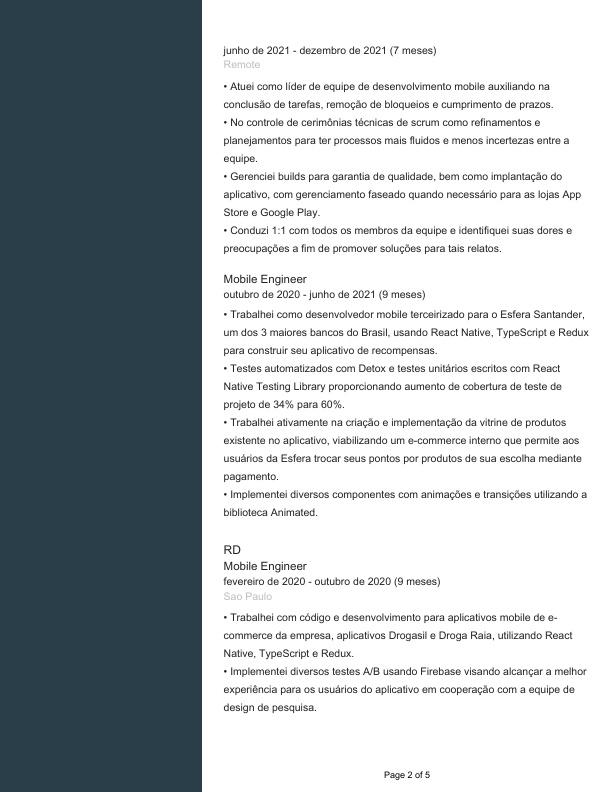 junho de 2021 - dezembro de 2021 (7 meses)
Remote
• Atuei como líder de equipe de desenvolvimento mobile auxiliando na
conclusão de tarefas, remoção de bloqueios e cumprimento de prazos.
• No controle de cerimônias técnicas de scrum como refinamentos e
planejamentos para ter processos mais fluidos e menos incertezas entre a
equipe.
• Gerenciei builds para garantia de qualidade, bem como implantação do
aplicativo, com gerenciamento faseado quando necessário para as lojas App
Store e Google Play.
• Conduzi 1:1 com todos os membros da equipe e identifiquei suas dores e
preocupações a fim de promover soluções para tais relatos.
Mobile Engineer
outubro de 2020 - junho de 2021 (9 meses)
• Trabalhei como desenvolvedor mobile terceirizado para o Esfera Santander,
um dos 3 maiores bancos do Brasil, usando React Native, TypeScript e Redux
para construir seu aplicativo de recompensas.
• Testes automatizados com Detox e testes unitários escritos com React
Native Testing Library proporcionando aumento de cobertura de teste de
projeto de 34% para 60%.
• Trabalhei ativamente na criação e implementação da vitrine de produtos
existente no aplicativo, viabilizando um e-commerce interno que permite aos
usuários da Esfera trocar seus pontos por produtos de sua escolha mediante
pagamento.
• Implementei diversos componentes com animações e transições utilizando a
biblioteca Animated.
RD
Mobile Engineer
fevereiro de 2020 - outubro de 2020 (9 meses)
Sao Paulo
• Trabalhei com código e desenvolvimento para aplicativos mobile de e-
commerce da empresa, aplicativos Drogasil e Droga Raia, utilizando React
Native, TypeScript e Redux.
• Implementei diversos testes A/B usando Firebase visando alcançar a melhor
experiência para os usuários do aplicativo em cooperação com a equipe de
design de pesquisa.
Page 2 of 5